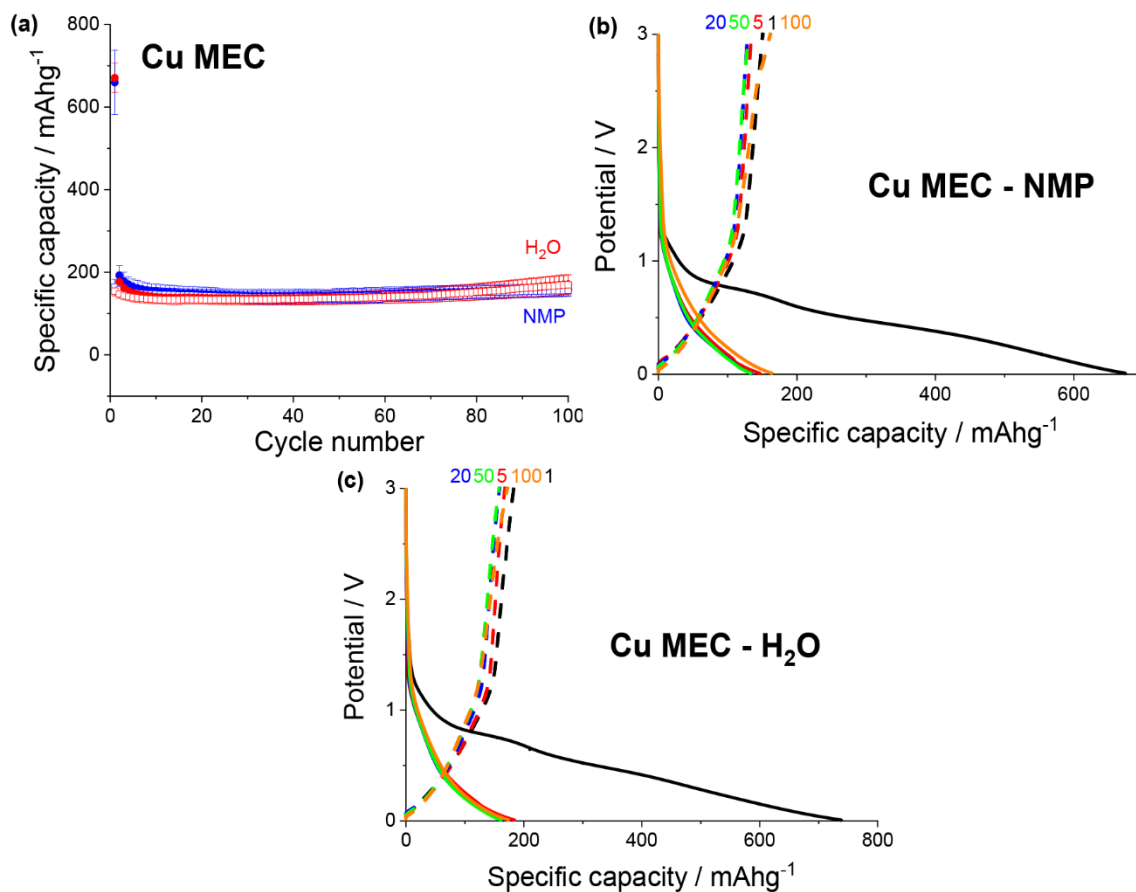 (a)
Cu MEC
800
600
400
200
0
Specific capacity / mAhg⁻¹
H₂O
NMP
0 20 40 60 80 100
Cycle number
(b)
20 50 5 1 100
3
2
1
0
Potential / V
Cu MEC - NMP
0 200 400 600
Specific capacity / mAhg⁻¹
(c)
20 50 5 100 1
3
2
1
0
Potential / V
Cu MEC - H₂O
0 200 400 600 800
Specific capacity / mAhg⁻¹